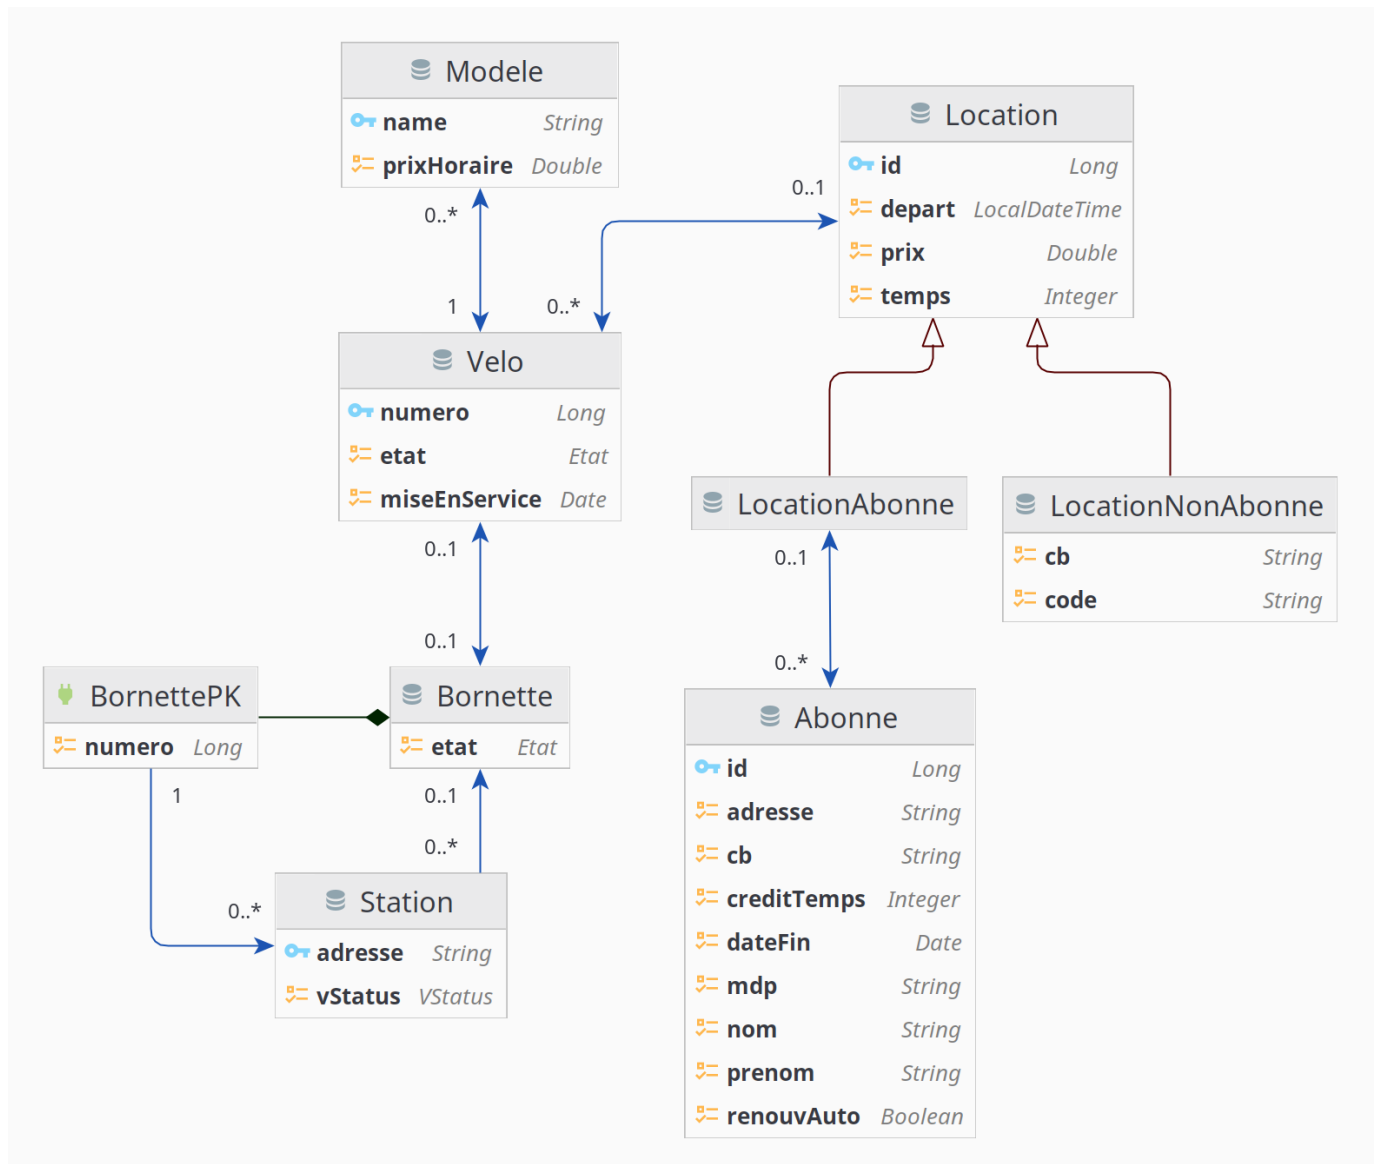 Modele
name String
prixHoraire Double
0..*
1
Location
id Long
depart LocalDateTime
prix Double
temps Integer
0..1
0..*
Velo
numero Long
etat Etat
miseEnService Date
0..1
0..1
LocationAbonne
0..1
0..*
LocationNonAbonne
cb String
code String
BornettePK
numero Long
1
0..*
Bornette
etat Etat
0..1
0..*
Station
adresse String
vStatus VStatus
Abonne
id Long
adresse String
cb String
creditTemps Integer
dateFin Date
mdp String
nom String
prenom String
renouvAuto Boolean